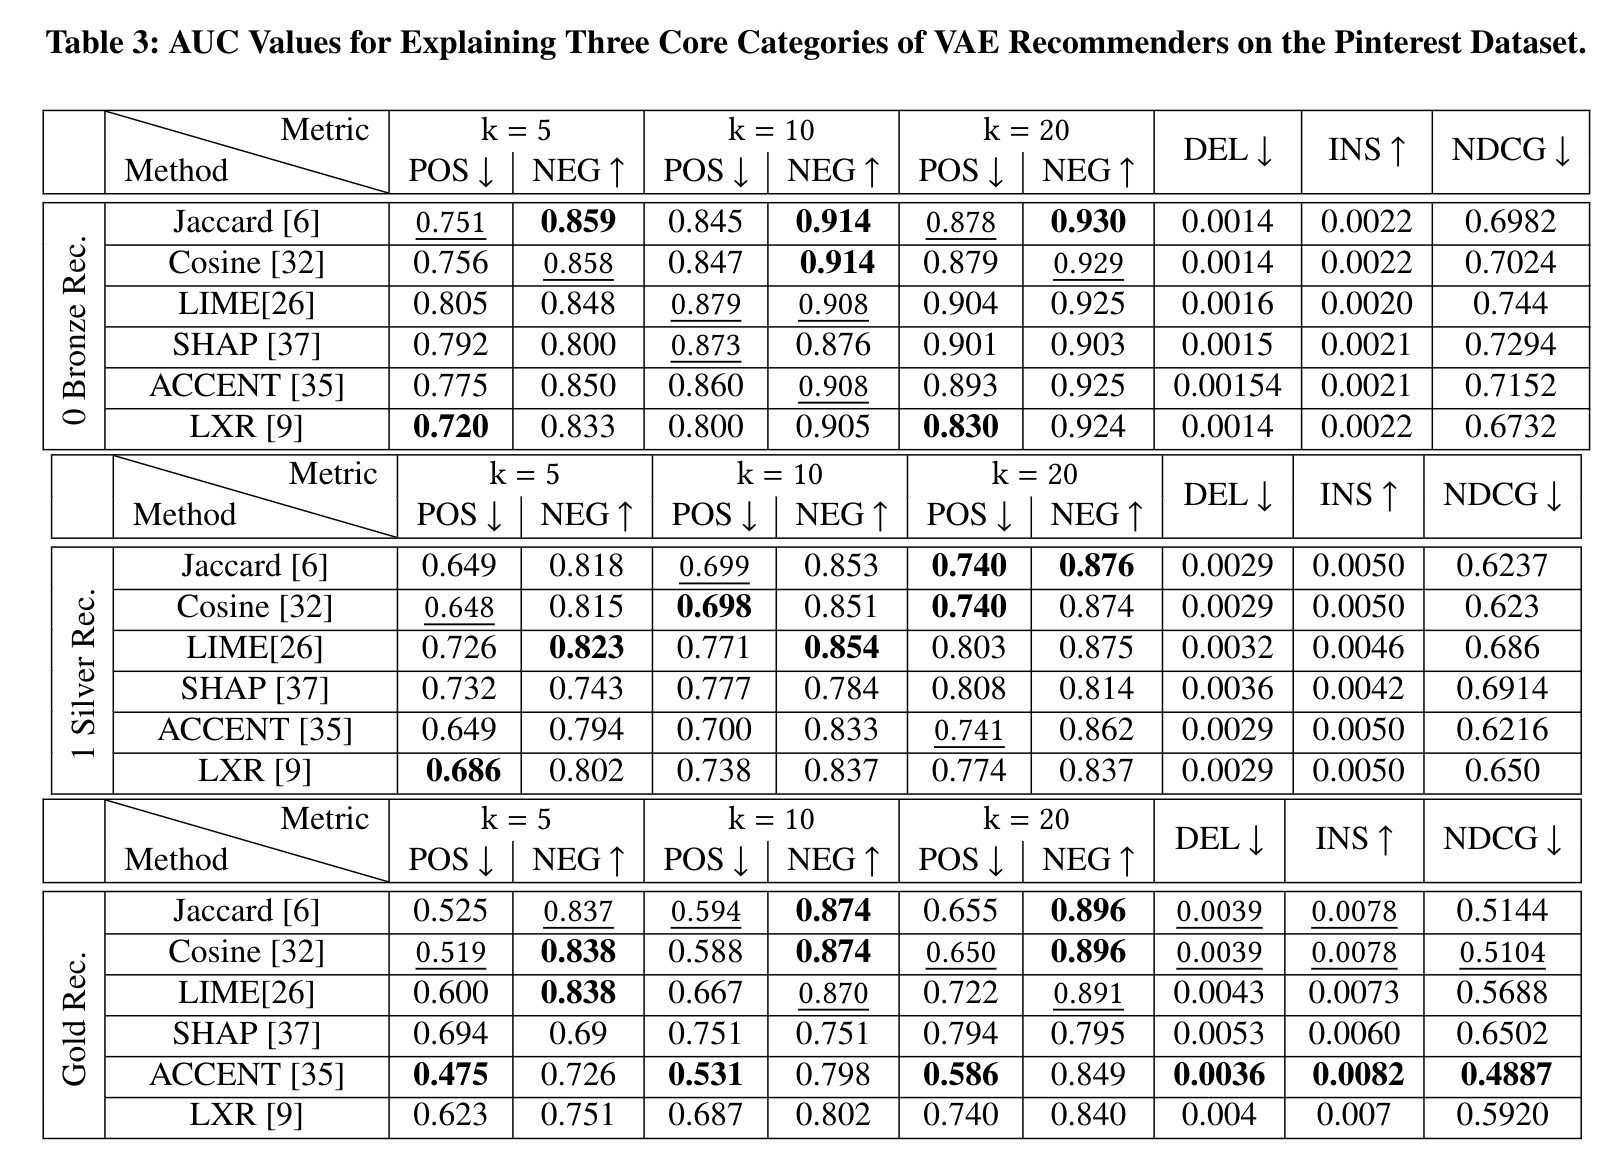 Table 3: AUC Values for Explaining Three Core Categories of VAE Recommenders on the Pinterest Dataset.
Metric k = 5 k = 10 k = 20 DEL ↓ INS ↑ NDCG ↓
Method POS ↓ NEG ↑ POS ↓ NEG ↑ POS ↓ NEG ↑
0 Bronze Rec.
Jaccard [6] 0.751 0.859 0.845 0.914 0.878 0.930 0.0014 0.0022 0.6982
Cosine [32] 0.756 0.858 0.847 0.914 0.879 0.929 0.0014 0.0022 0.7024
LIME[26] 0.805 0.848 0.879 0.908 0.904 0.925 0.0016 0.0020 0.744
SHAP [37] 0.792 0.800 0.873 0.876 0.901 0.903 0.0015 0.0021 0.7294
ACCENT [35] 0.775 0.850 0.860 0.908 0.893 0.925 0.00154 0.0021 0.7152
LXR [9] 0.720 0.833 0.800 0.905 0.830 0.924 0.0014 0.0022 0.6732
Metric k = 5 k = 10 k = 20 DEL ↓ INS ↑ NDCG ↓
Method POS ↓ NEG ↑ POS ↓ NEG ↑ POS ↓ NEG ↑
1 Silver Rec.
Jaccard [6] 0.649 0.818 0.699 0.853 0.740 0.876 0.0029 0.0050 0.6237
Cosine [32] 0.648 0.815 0.698 0.851 0.740 0.874 0.0029 0.0050 0.623
LIME[26] 0.726 0.823 0.771 0.854 0.803 0.875 0.0032 0.0046 0.686
SHAP [37] 0.732 0.743 0.777 0.784 0.808 0.814 0.0036 0.0042 0.6914
ACCENT [35] 0.649 0.794 0.700 0.833 0.741 0.862 0.0029 0.0050 0.6216
LXR [9] 0.686 0.802 0.738 0.837 0.774 0.837 0.0029 0.0050 0.650
Metric k = 5 k = 10 k = 20 DEL ↓ INS ↑ NDCG ↓
Method POS ↓ NEG ↑ POS ↓ NEG ↑ POS ↓ NEG ↑
Gold Rec.
Jaccard [6] 0.525 0.837 0.594 0.874 0.655 0.896 0.0039 0.0078 0.5144
Cosine [32] 0.519 0.838 0.588 0.874 0.650 0.896 0.0039 0.0078 0.5104
LIME[26] 0.600 0.838 0.667 0.870 0.722 0.891 0.0043 0.0073 0.5688
SHAP [37] 0.694 0.69 0.751 0.751 0.794 0.795 0.0053 0.0060 0.6502
ACCENT [35] 0.475 0.726 0.531 0.798 0.586 0.849 0.0036 0.0082 0.4887
LXR [9] 0.623 0.751 0.687 0.802 0.740 0.840 0.004 0.007 0.5920